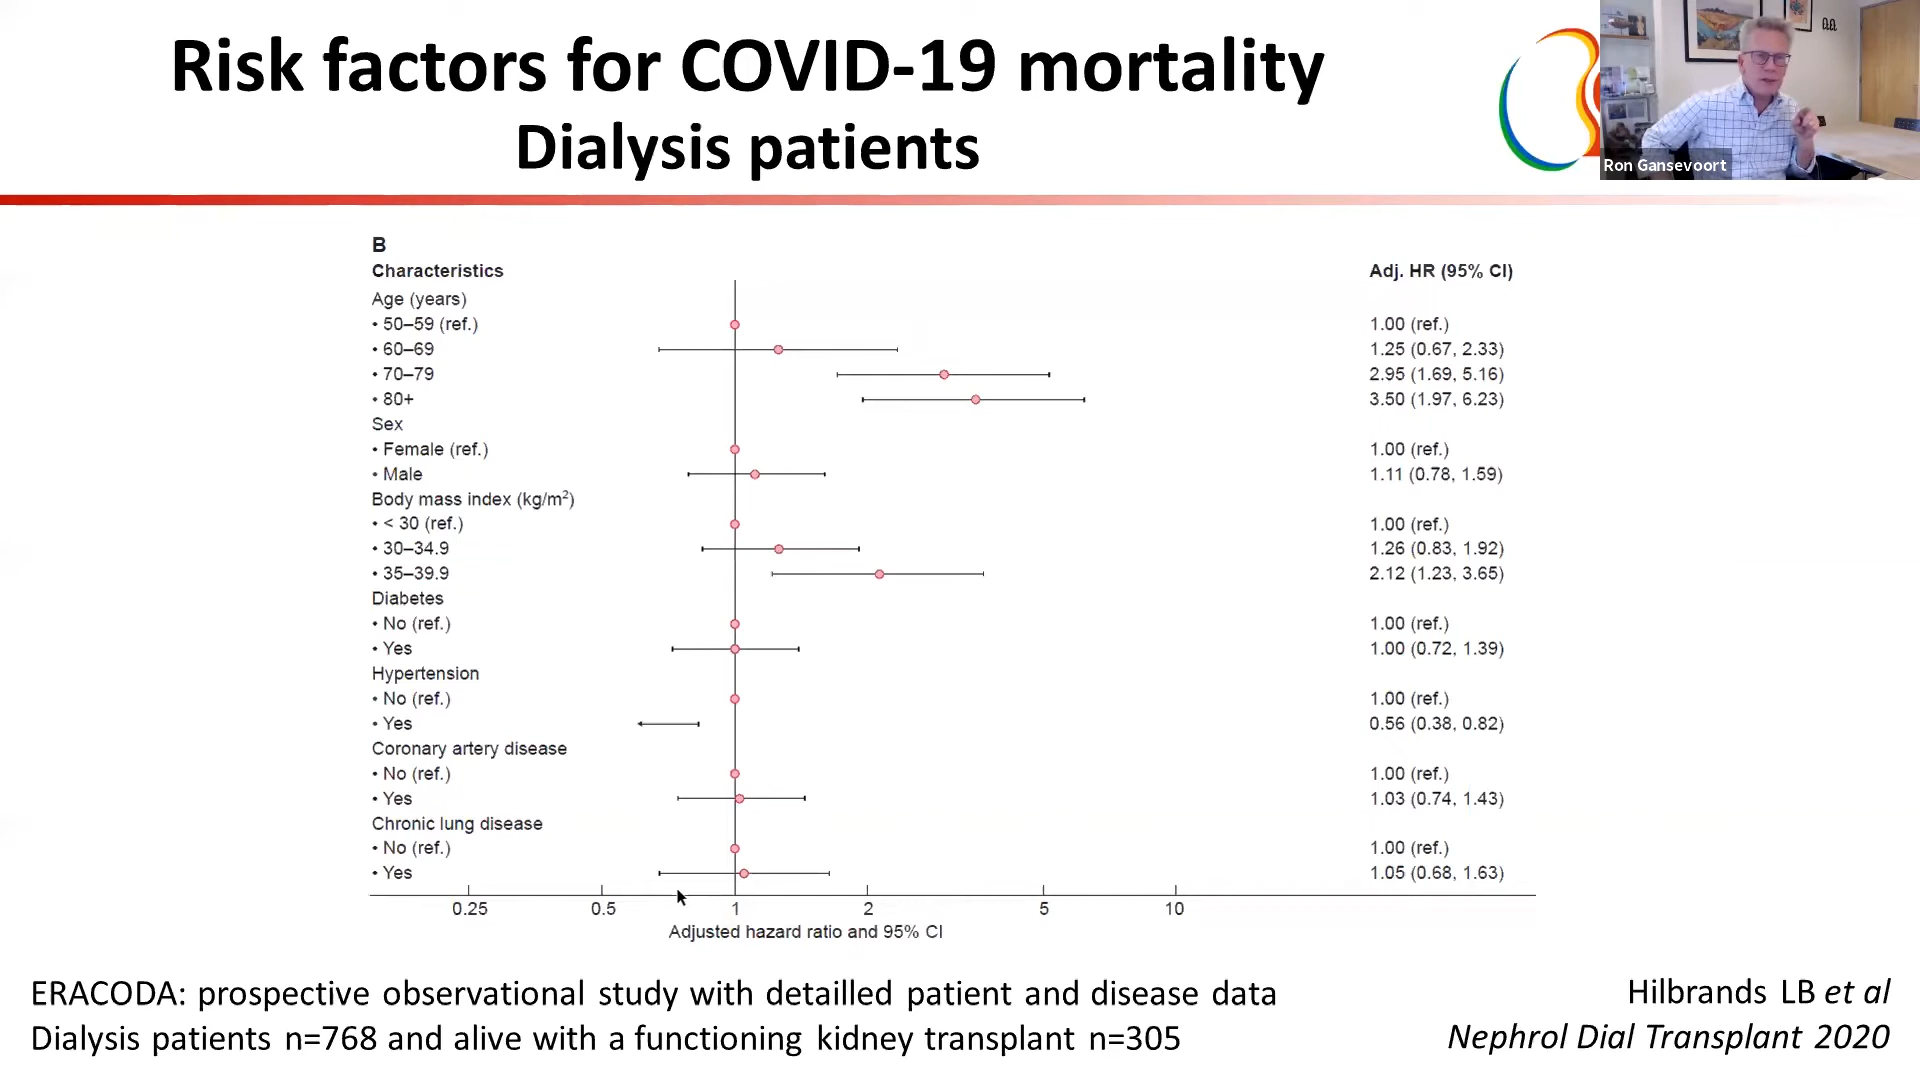 Risk factors for COVID-19 mortality
Dialysis patients
Ron Gansevoort
B
Characteristics Adj. HR (95% CI)
Age (years)
• 50–59 (ref.) 1.00 (ref.)
• 60–69 1.25 (0.67, 2.33)
• 70–79 2.95 (1.69, 5.16)
• 80+ 3.50 (1.97, 6.23)
Sex
• Female (ref.) 1.00 (ref.)
• Male 1.11 (0.78, 1.59)
Body mass index (kg/m²)
• < 30 (ref.) 1.00 (ref.)
• 30–34.9 1.26 (0.83, 1.92)
• 35–39.9 2.12 (1.23, 3.65)
Diabetes
• No (ref.) 1.00 (ref.)
• Yes 1.00 (0.72, 1.39)
Hypertension
• No (ref.) 1.00 (ref.)
• Yes 0.56 (0.38, 0.82)
Coronary artery disease
• No (ref.) 1.00 (ref.)
• Yes 1.03 (0.74, 1.43)
Chronic lung disease
• No (ref.) 1.00 (ref.)
• Yes 1.05 (0.68, 1.63)
0.25 0.5 1 2 5 10
Adjusted hazard ratio and 95% CI
ERACODA: prospective observational study with detailled patient and disease data
Dialysis patients n=768 and alive with a functioning kidney transplant n=305
Hilbrands LB et al
Nephrol Dial Transplant 2020